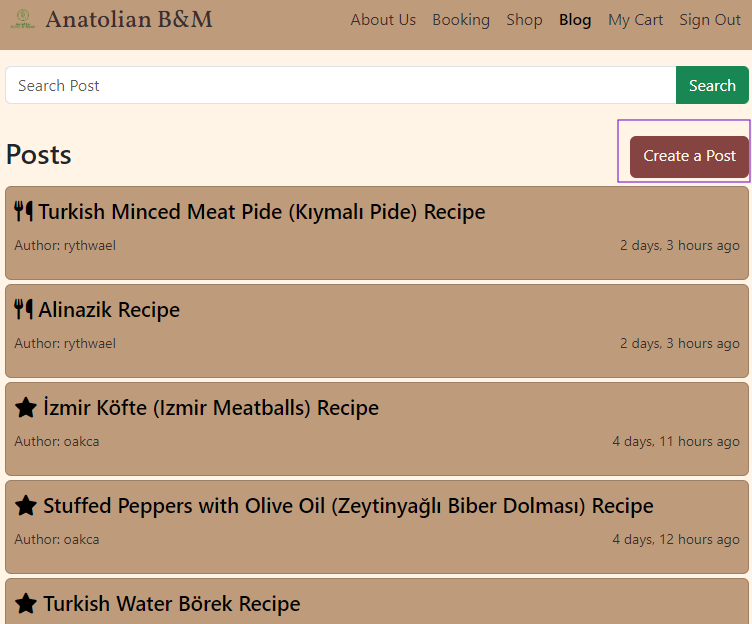 Anatolian B&M
About Us Booking Shop Blog My Cart Sign Out
Search Post Search
Posts Create a Post
Turkish Minced Meat Pide (Kıymalı Pide) Recipe
Author: rythwael 2 days, 3 hours ago
Alinazik Recipe
Author: rythwael 2 days, 3 hours ago
İzmir Köfte (Izmir Meatballs) Recipe
Author: oakca 4 days, 11 hours ago
Stuffed Peppers with Olive Oil (Zeytinyağlı Biber Dolması) Recipe
Author: oakca 4 days, 12 hours ago
Turkish Water Börek Recipe